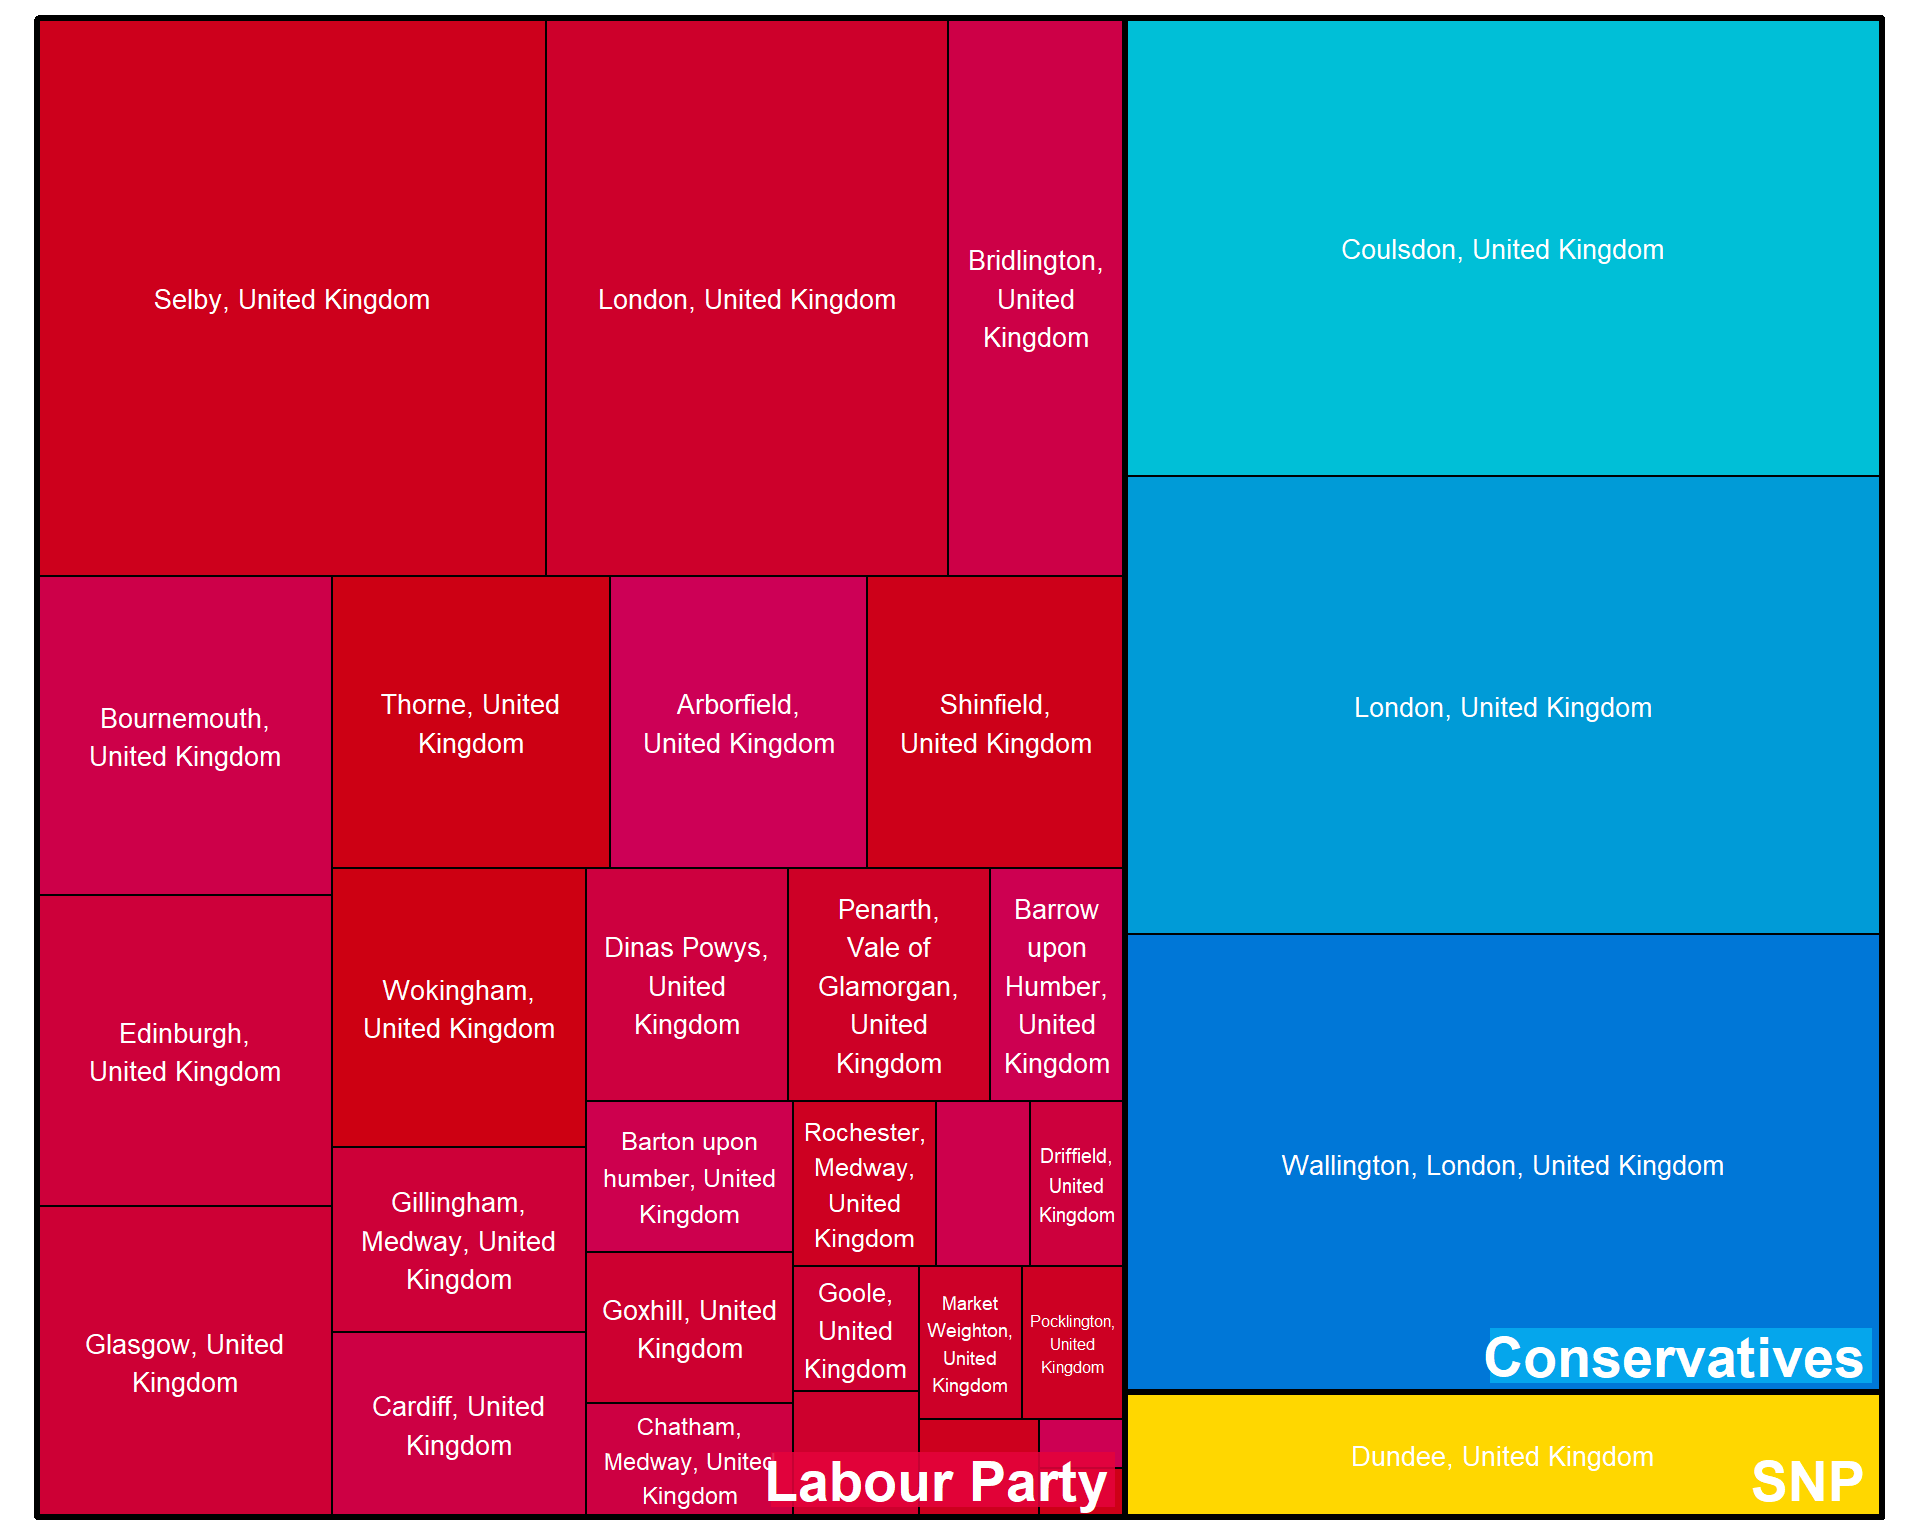 Selby, United Kingdom
London, United Kingdom
Bridlington,
United
Kingdom
Coulsdon, United Kingdom
Bournemouth,
United Kingdom
Thorne, United
Kingdom
Arborfield,
United Kingdom
Shinfield,
United Kingdom
London, United Kingdom
Edinburgh,
United Kingdom
Wokingham,
United Kingdom
Dinas Powys,
United
Kingdom
Penarth,
Vale of
Glamorgan,
United
Kingdom
Barrow
upon
Humber,
United
Kingdom
Wallington, London, United Kingdom
Barton upon
humber, United
Kingdom
Rochester,
Medway,
United
Kingdom
Driffield,
United
Kingdom
Glasgow, United
Kingdom
Gillingham,
Medway, United
Kingdom
Cardiff, United
Kingdom
Goxhill, United
Kingdom
Goole,
United
Kingdom
Market
Weighton,
United
Kingdom
Pocklington,
United
Kingdom
Chatham,
Medway, United
Kingdom
Labour Party
Conservatives
Dundee, United Kingdom
SNP